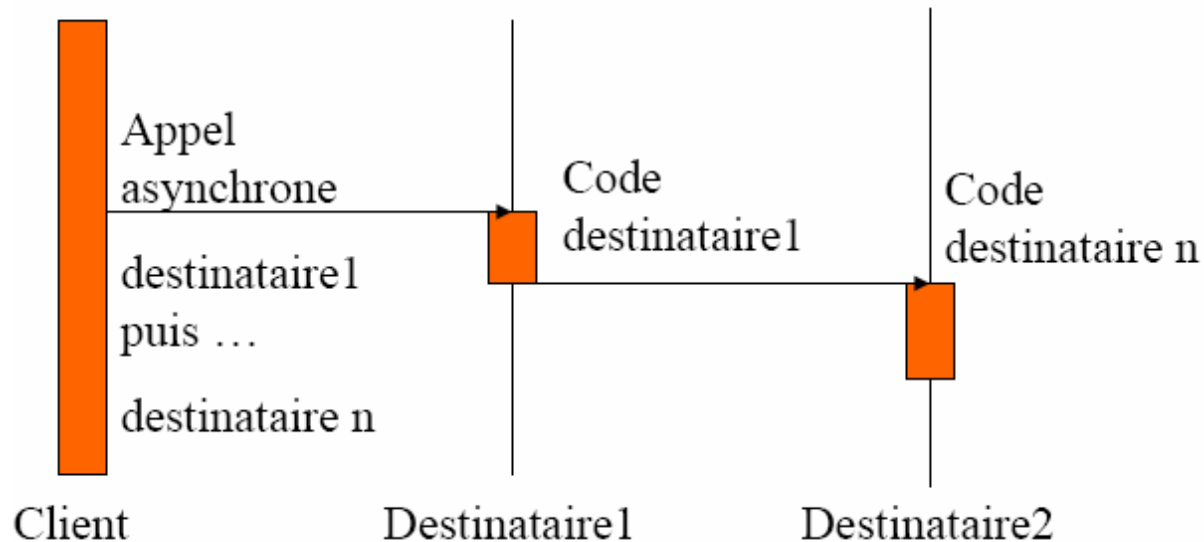 Appel
asynchrone
destinataire1
puis …
destinataire n
Code
destinataire1
Code
destinataire n
Client
Destinataire1
Destinataire2